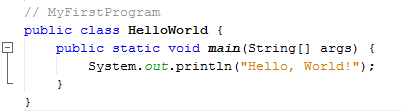 // MyFirstProgram
public class HelloWorld {
    public static void main(String[] args) {
        System.out.println("Hello, World!");
    }
}